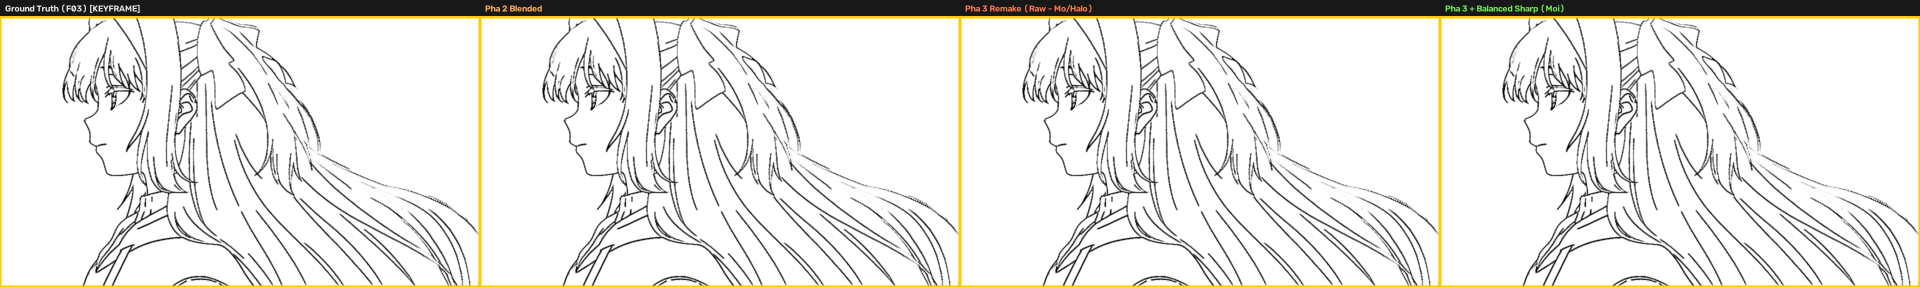 Ground Truth (F03) [KEYFRAME]
Pha 2 Blended
Pha 3 Remake (Raw - Mo/Halo)
Pha 3 + Balanced Sharp (Moi)